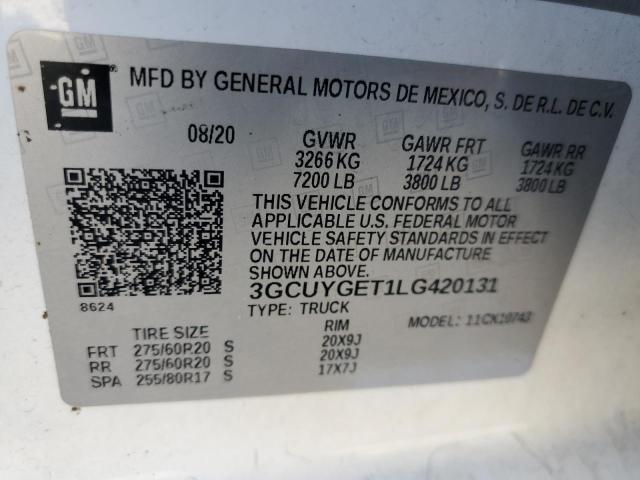 GM
MFD BY GENERAL MOTORS DE MEXICO, S. DE R.L. DE C.V.
08/20 GVWR GAWR FRT GAWR RR
3266 KG 1724 KG 1724 KG
7200 LB 3800 LB 3800 LB
THIS VEHICLE CONFORMS TO ALL
APPLICABLE U.S. FEDERAL MOTOR
VEHICLE SAFETY STANDARDS IN EFFECT
ON THE DATE OF MANUFACTURE
SHOWN ABOVE.
8624
3GCUYGET1LG420131
TYPE: TRUCK MODEL: 11CK10743
TIRE SIZE RIM
FRT 275/60R20 S 20X9J
RR 275/60R20 S 20X9J
SPA 255/80R17 S 17X7J